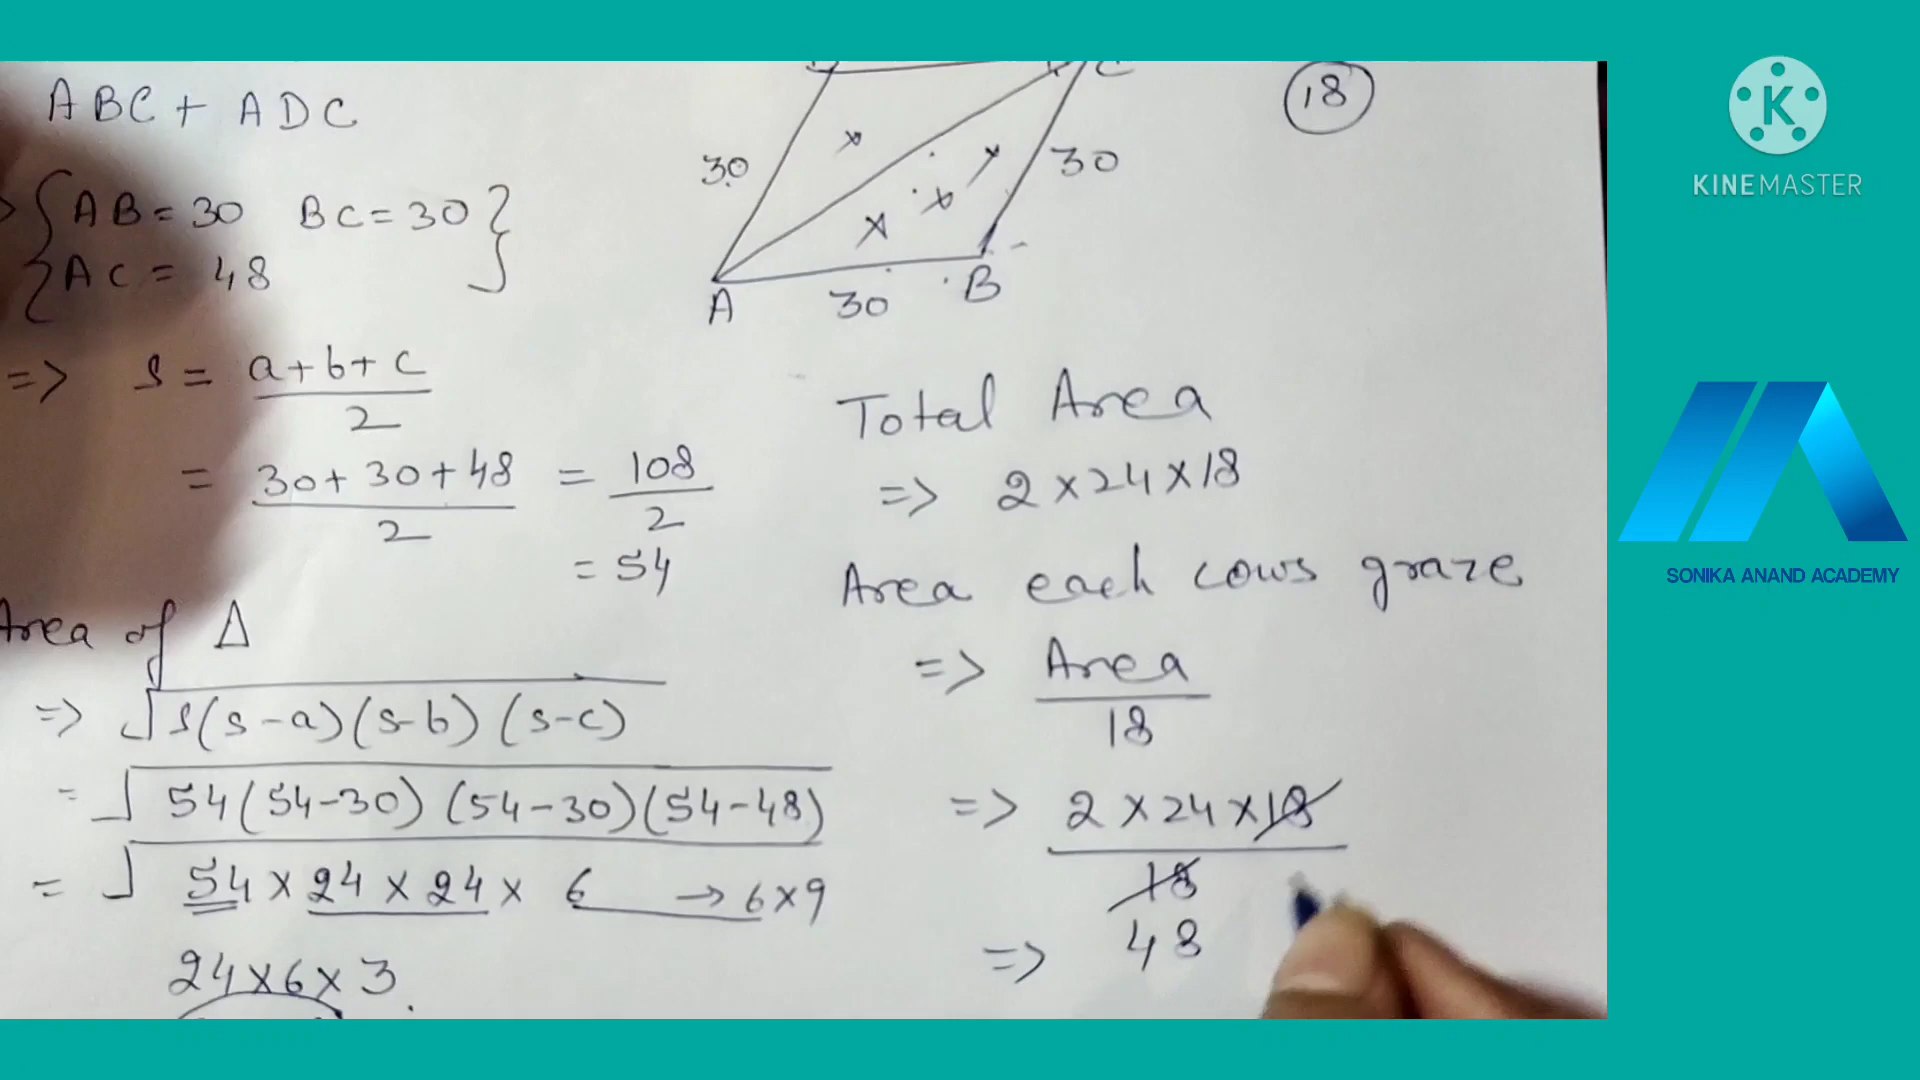 ABC + ADC
AB = 30 BC = 30
AC = 48
=> s = a+b+c
2
= 30+30+48 = 108
2 2
= 54
Area of Δ
=> √s(s-a)(s-b)(s-c)
= √54(54-30)(54-30)(54-48)
= √54×24×24×6 → 6×9
24×6×3
C
18
30
30
A
30
B
Total Area
=> 2×24×18
Area each cows graze
=> Area
18
=> 2×24×18
18
=> 48
K
KINEMASTER
SONIKA ANAND ACADEMY